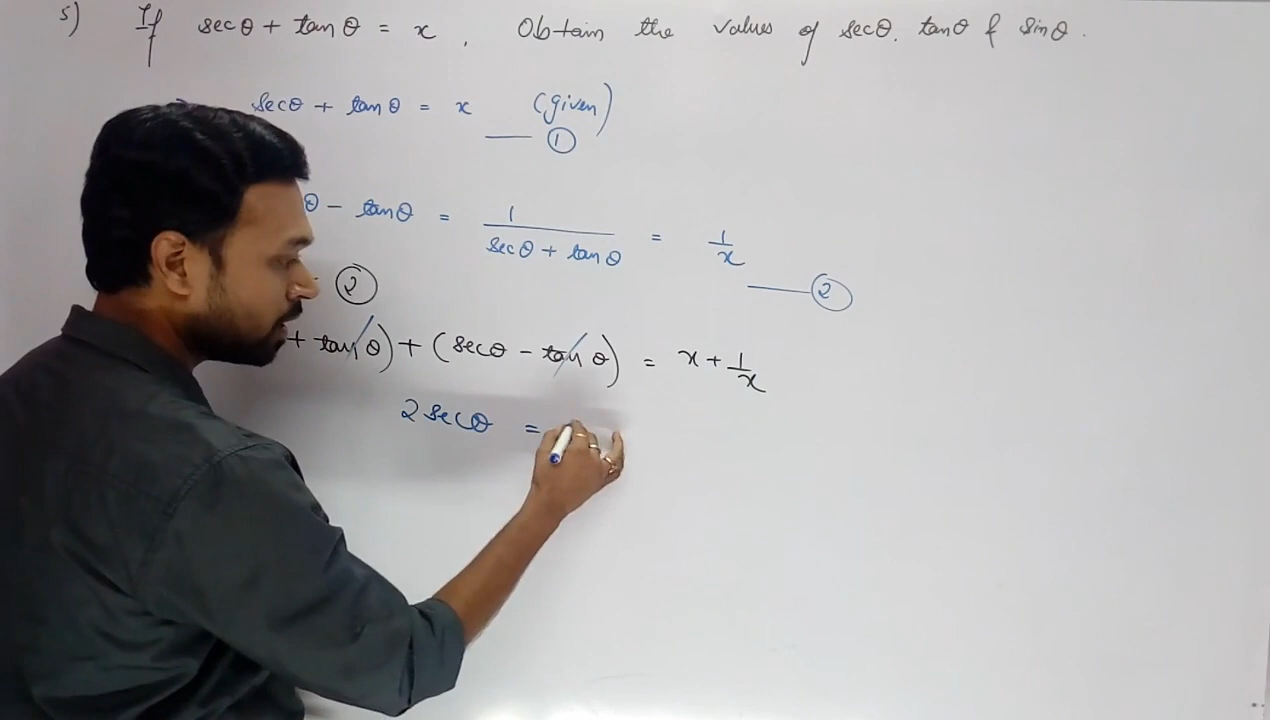 5) If secθ + tanθ = x , Obtain the values of secθ, tanθ & sinθ.
secθ + tanθ = x (given)
—— ①
θ − tanθ = 1/(secθ + tanθ) = 1/x
—— ②
②
+ tanθ) + (secθ − tanθ) = x + 1/x
2secθ =